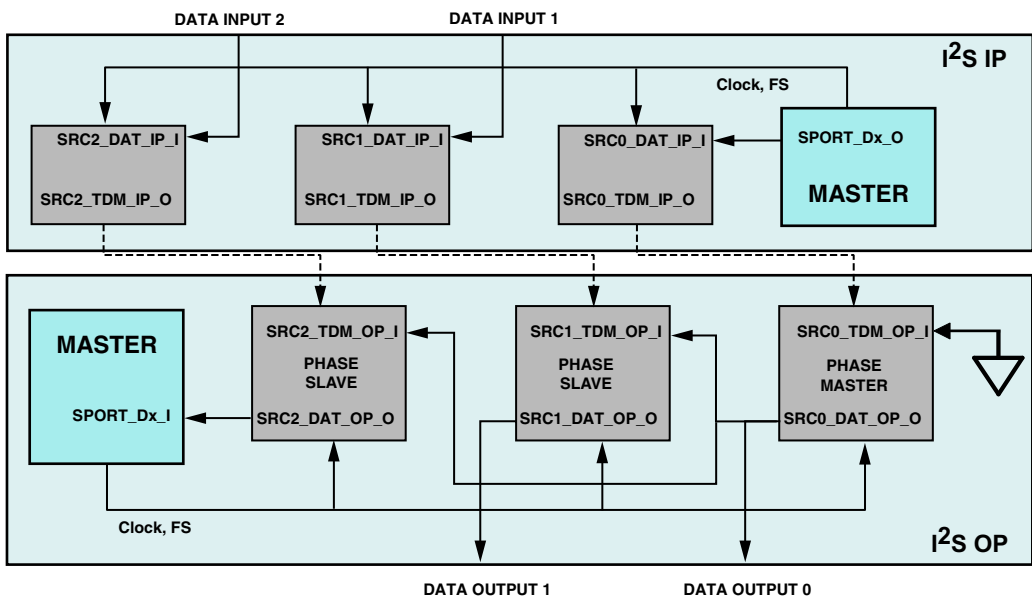 DATA INPUT 2
DATA INPUT 1
I2S IP
Clock, FS
SRC2_DAT_IP_I
SRC1_DAT_IP_I
SRC0_DAT_IP_I
SPORT_Dx_O
SRC2_TDM_IP_O
SRC1_TDM_IP_O
SRC0_TDM_IP_O
MASTER
MASTER
SRC2_TDM_OP_I
SRC1_TDM_OP_I
SRC0_TDM_OP_I
PHASE
SLAVE
PHASE
SLAVE
PHASE
MASTER
SPORT_Dx_I
SRC2_DAT_OP_O
SRC1_DAT_OP_O
SRC0_DAT_OP_O
Clock, FS
I2S OP
DATA OUTPUT 1
DATA OUTPUT 0